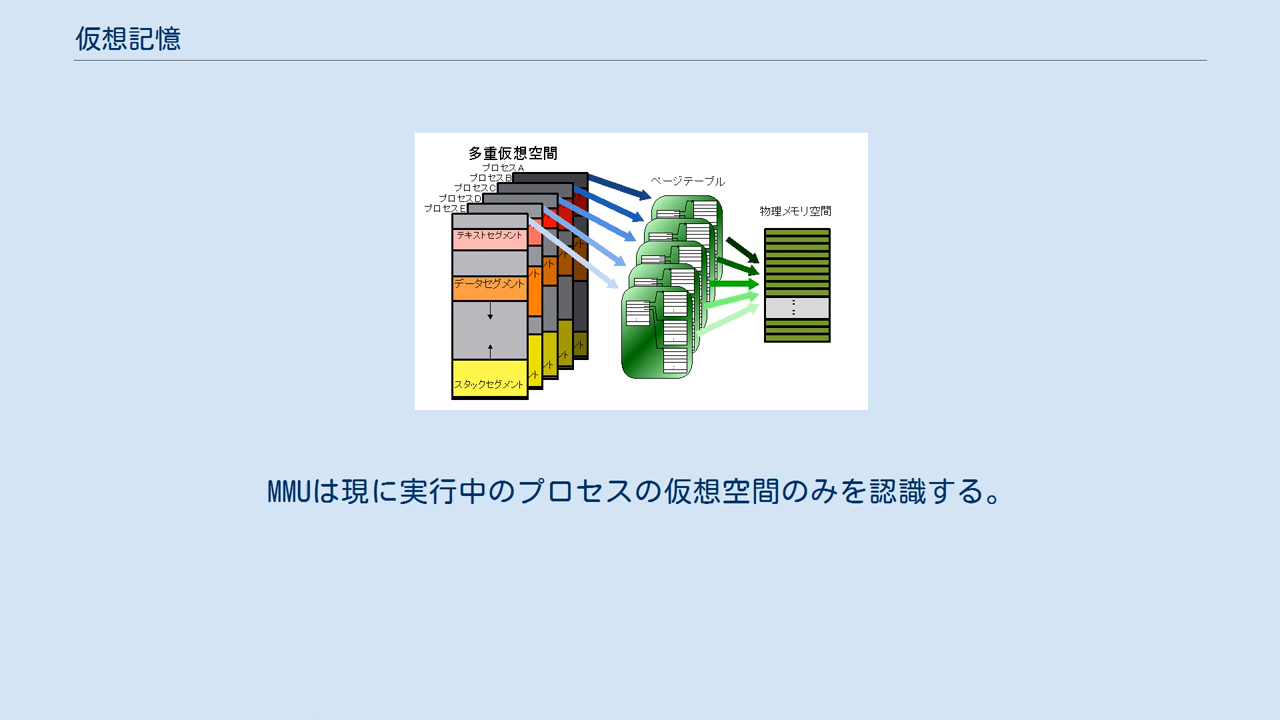 仮想記憶
多重仮想空間
プロセスA
プロセスB
プロセスC
プロセスD
プロセスE
ページテーブル
物理メモリ空間
テキストセグメント
データセグメント
スタックセグメント
MMUは現に実行中のプロセスの仮想空間のみを認識する。